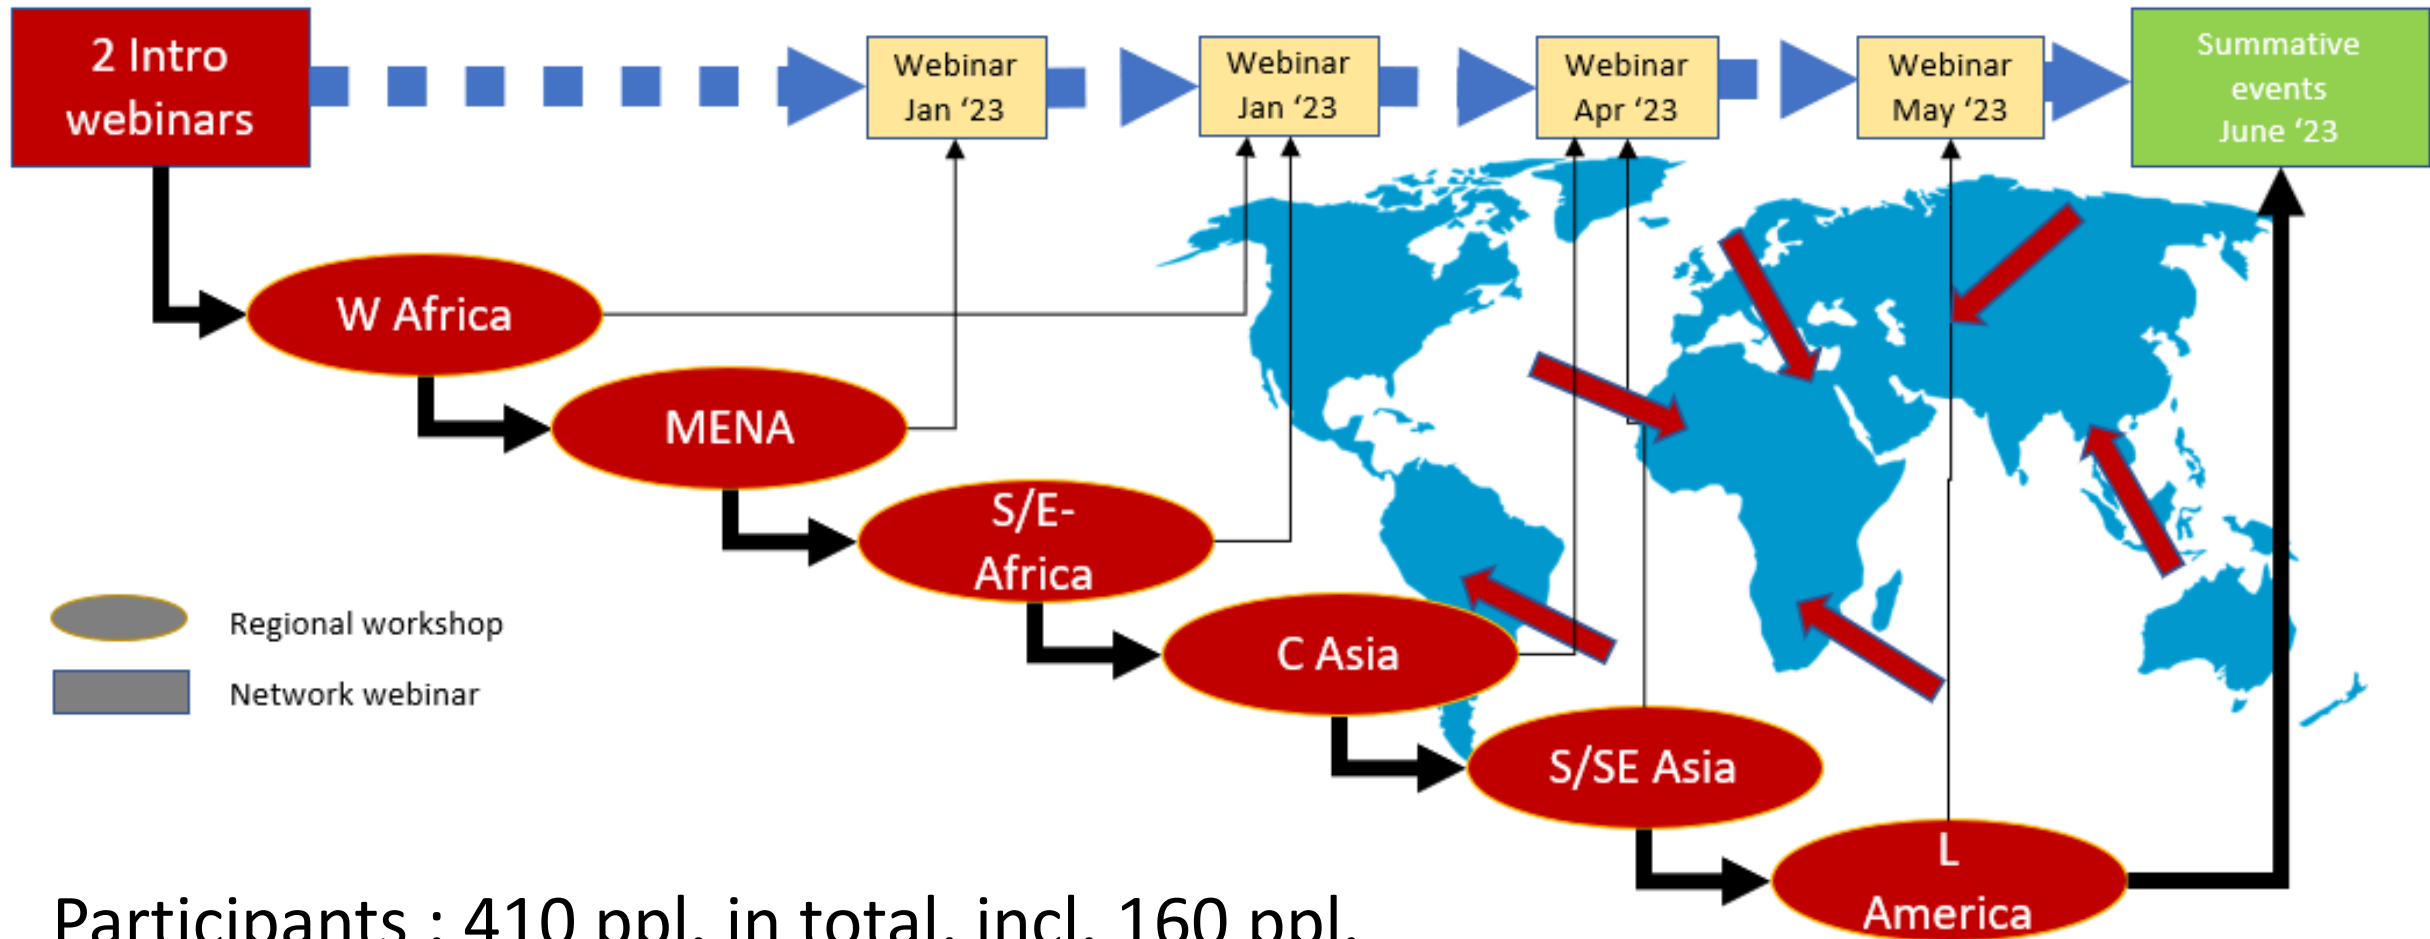 2 Intro
webinars
Webinar
Jan ‘23
Webinar
Jan ‘23
Webinar
Apr ‘23
Webinar
May ‘23
Summative
events
June ‘23
W Africa
MENA
S/E-
Africa
C Asia
S/SE Asia
L
America
Regional workshop
Network webinar
Participants : 410 ppl. in total, incl. 160 ppl.